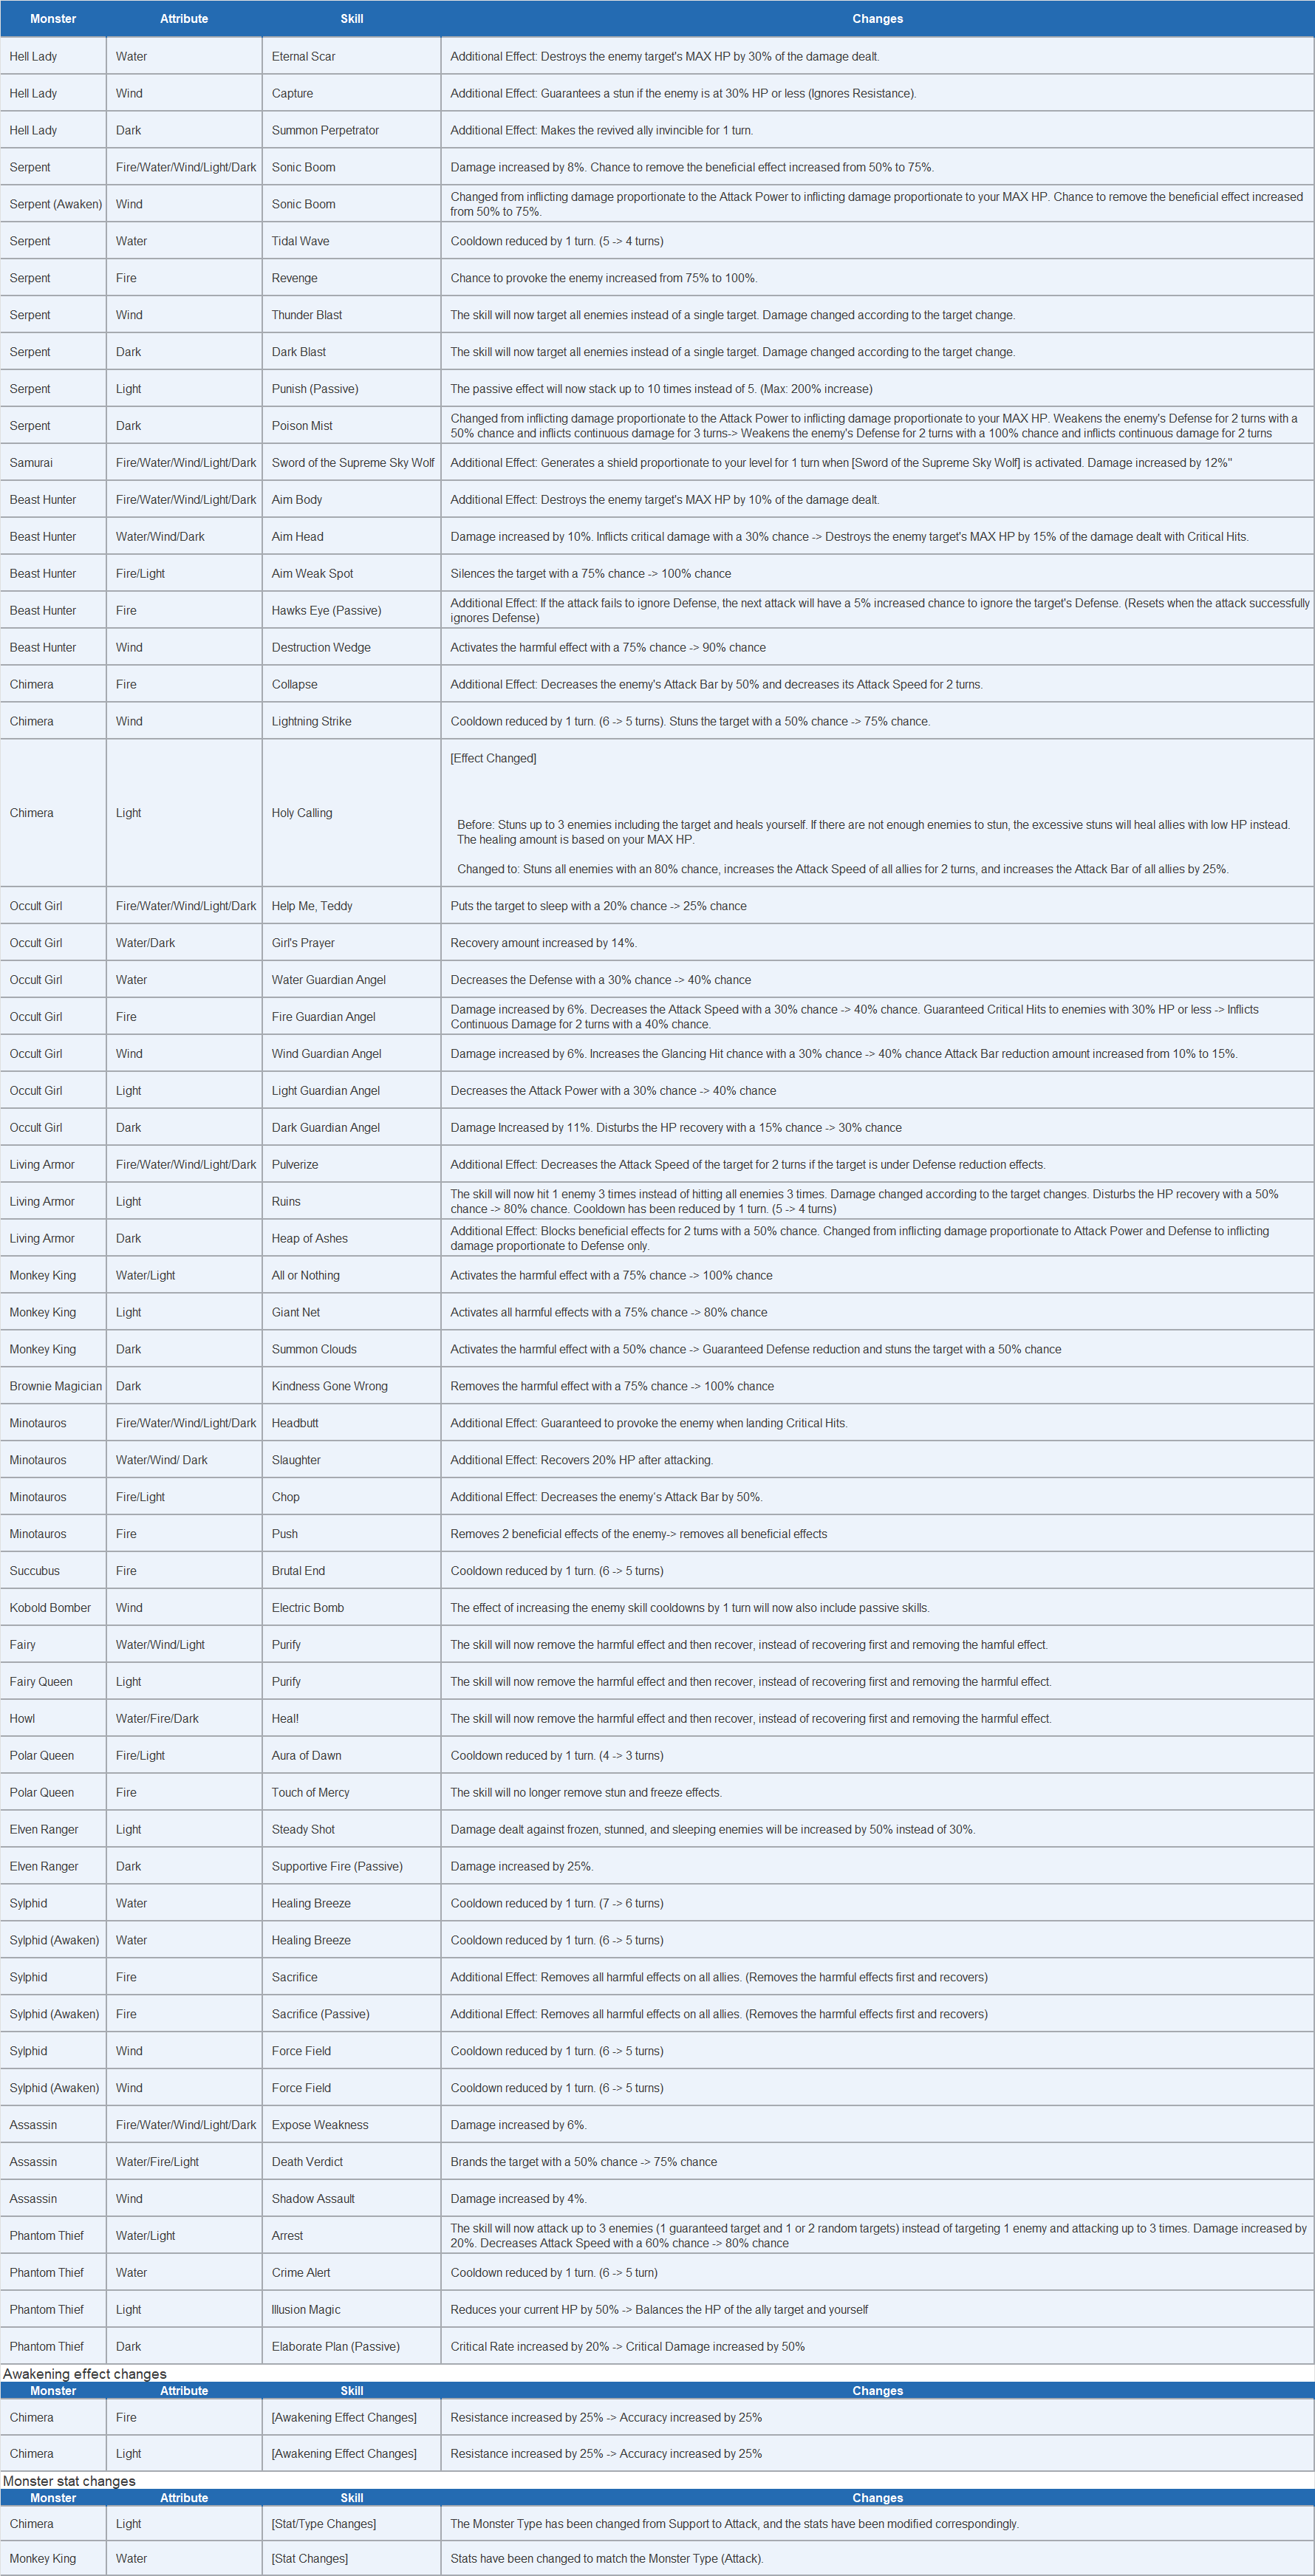 Monster Attribute Skill Changes
Hell Lady Water Eternal Scar Additional Effect: Destroys the enemy target's MAX HP by 30% of the damage dealt.
Hell Lady Wind Capture Additional Effect: Guarantees a stun if the enemy is at 30% HP or less (Ignores Resistance).
Hell Lady Dark Summon Perpetrator Additional Effect: Makes the revived ally invincible for 1 turn.
Serpent Fire/Water/Wind/Light/Dark Sonic Boom Damage increased by 8%. Chance to remove the beneficial effect increased from 50% to 75%.
Serpent (Awaken) Wind Sonic Boom Changed from inflicting damage proportionate to the Attack Power to inflicting damage proportionate to your MAX HP. Chance to remove the beneficial effect increased
from 50% to 75%.
Serpent Water Tidal Wave Cooldown reduced by 1 turn. (5 -> 4 turns)
Serpent Fire Revenge Chance to provoke the enemy increased from 75% to 100%.
Serpent Wind Thunder Blast The skill will now target all enemies instead of a single target. Damage changed according to the target change.
Serpent Dark Dark Blast The skill will now target all enemies instead of a single target. Damage changed according to the target change.
Serpent Light Punish (Passive) The passive effect will now stack up to 10 times instead of 5. (Max: 200% increase)
Serpent Dark Poison Mist Changed from inflicting damage proportionate to the Attack Power to inflicting damage proportionate to your MAX HP. Weakens the enemy's Defense for 2 turns with a
50% chance and inflicts continuous damage for 3 turns-> Weakens the enemy's Defense for 2 turns with a 100% chance and inflicts continuous damage for 2 turns
Samurai Fire/Water/Wind/Light/Dark Sword of the Supreme Sky Wolf Additional Effect: Generates a shield proportionate to your level for 1 turn when [Sword of the Supreme Sky Wolf] is activated. Damage increased by 12%"
Beast Hunter Fire/Water/Wind/Light/Dark Aim Body Additional Effect: Destroys the enemy target's MAX HP by 10% of the damage dealt.
Beast Hunter Water/Wind/Dark Aim Head Damage increased by 10%. Inflicts critical damage with a 30% chance -> Destroys the enemy target's MAX HP by 15% of the damage dealt with Critical Hits.
Beast Hunter Fire/Light Aim Weak Spot Silences the target with a 75% chance -> 100% chance
Beast Hunter Fire Hawks Eye (Passive) Additional Effect: If the attack fails to ignore Defense, the next attack will have a 5% increased chance to ignore the target's Defense. (Resets when the attack successfully
ignores Defense)
Beast Hunter Wind Destruction Wedge Activates the harmful effect with a 75% chance -> 90% chance
Chimera Fire Collapse Additional Effect: Decreases the enemy's Attack Bar by 50% and decreases its Attack Speed for 2 turns.
Chimera Wind Lightning Strike Cooldown reduced by 1 turn. (6 -> 5 turns). Stuns the target with a 50% chance -> 75% chance.
[Effect Changed]
Chimera Light Holy Calling
Before: Stuns up to 3 enemies including the target and heals yourself. If there are not enough enemies to stun, the excessive stuns will heal allies with low HP instead.
The healing amount is based on your MAX HP.
Changed to: Stuns all enemies with an 80% chance, increases the Attack Speed of all allies for 2 turns, and increases the Attack Bar of all allies by 25%.
Occult Girl Fire/Water/Wind/Light/Dark Help Me, Teddy Puts the target to sleep with a 20% chance -> 25% chance
Occult Girl Water/Dark Girl's Prayer Recovery amount increased by 14%.
Occult Girl Water Water Guardian Angel Decreases the Defense with a 30% chance -> 40% chance
Occult Girl Fire Fire Guardian Angel Damage increased by 6%. Decreases the Attack Speed with a 30% chance -> 40% chance. Guaranteed Critical Hits to enemies with 30% HP or less -> Inflicts
Continuous Damage for 2 turns with a 40% chance.
Occult Girl Wind Wind Guardian Angel Damage increased by 6%. Increases the Glancing Hit chance with a 30% chance -> 40% chance Attack Bar reduction amount increased from 10% to 15%.
Occult Girl Light Light Guardian Angel Decreases the Attack Power with a 30% chance -> 40% chance
Occult Girl Dark Dark Guardian Angel Damage Increased by 11%. Disturbs the HP recovery with a 15% chance -> 30% chance
Living Armor Fire/Water/Wind/Light/Dark Pulverize Additional Effect: Decreases the Attack Speed of the target for 2 turns if the target is under Defense reduction effects.
Living Armor Light Ruins The skill will now hit 1 enemy 3 times instead of hitting all enemies 3 times. Damage changed according to the target changes. Disturbs the HP recovery with a 50%
chance -> 80% chance. Cooldown has been reduced by 1 turn. (5 -> 4 turns)
Living Armor Dark Heap of Ashes Additional Effect: Blocks beneficial effects for 2 turns with a 50% chance. Changed from inflicting damage proportionate to Attack Power and Defense to inflicting
damage proportionate to Defense only.
Monkey King Water/Light All or Nothing Activates the harmful effect with a 75% chance -> 100% chance
Monkey King Light Giant Net Activates all harmful effects with a 75% chance -> 80% chance
Monkey King Dark Summon Clouds Activates the harmful effect with a 50% chance -> Guaranteed Defense reduction and stuns the target with a 50% chance
Brownie Magician Dark Kindness Gone Wrong Removes the harmful effect with a 75% chance -> 100% chance
Minotauros Fire/Water/Wind/Light/Dark Headbutt Additional Effect: Guaranteed to provoke the enemy when landing Critical Hits.
Minotauros Water/Wind/ Dark Slaughter Additional Effect: Recovers 20% HP after attacking.
Minotauros Fire/Light Chop Additional Effect: Decreases the enemy's Attack Bar by 50%.
Minotauros Fire Push Removes 2 beneficial effects of the enemy-> removes all beneficial effects
Succubus Fire Brutal End Cooldown reduced by 1 turn. (6 -> 5 turns)
Kobold Bomber Wind Electric Bomb The effect of increasing the enemy skill cooldowns by 1 turn will now also include passive skills.
Fairy Water/Wind/Light Purify The skill will now remove the harmful effect and then recover, instead of recovering first and removing the hamful effect.
Fairy Queen Light Purify The skill will now remove the harmful effect and then recover, instead of recovering first and removing the harmful effect.
Howl Water/Fire/Dark Heal! The skill will now remove the harmful effect and then recover, instead of recovering first and removing the harmful effect.
Polar Queen Fire/Light Aura of Dawn Cooldown reduced by 1 turn. (4 -> 3 turns)
Polar Queen Fire Touch of Mercy The skill will no longer remove stun and freeze effects.
Elven Ranger Light Steady Shot Damage dealt against frozen, stunned, and sleeping enemies will be increased by 50% instead of 30%.
Elven Ranger Dark Supportive Fire (Passive) Damage increased by 25%.
Sylphid Water Healing Breeze Cooldown reduced by 1 turn. (7 -> 6 turns)
Sylphid (Awaken) Water Healing Breeze Cooldown reduced by 1 turn. (6 -> 5 turns)
Sylphid Fire Sacrifice Additional Effect: Removes all harmful effects on all allies. (Removes the harmful effects first and recovers)
Sylphid (Awaken) Fire Sacrifice (Passive) Additional Effect: Removes all harmful effects on all allies. (Removes the harmful effects first and recovers)
Sylphid Wind Force Field Cooldown reduced by 1 turn. (6 -> 5 turns)
Sylphid (Awaken) Wind Force Field Cooldown reduced by 1 turn. (6 -> 5 turns)
Assassin Fire/Water/Wind/Light/Dark Expose Weakness Damage increased by 6%.
Assassin Water/Fire/Light Death Verdict Brands the target with a 50% chance -> 75% chance
Assassin Wind Shadow Assault Damage increased by 4%.
Phantom Thief Water/Light Arrest The skill will now attack up to 3 enemies (1 guaranteed target and 1 or 2 random targets) instead of targeting 1 enemy and attacking up to 3 times. Damage increased by
20%. Decreases Attack Speed with a 60% chance -> 80% chance
Phantom Thief Water Crime Alert Cooldown reduced by 1 turn. (6 -> 5 turn)
Phantom Thief Light Illusion Magic Reduces your current HP by 50% -> Balances the HP of the ally target and yourself
Phantom Thief Dark Elaborate Plan (Passive) Critical Rate increased by 20% -> Critical Damage increased by 50%
Awakening effect changes
Monster Attribute Skill Changes
Chimera Fire [Awakening Effect Changes] Resistance increased by 25% -> Accuracy increased by 25%
Chimera Light [Awakening Effect Changes] Resistance increased by 25% -> Accuracy increased by 25%
Monster stat changes
Monster Attribute Skill Changes
Chimera Light [Stat/Type Changes] The Monster Type has been changed from Support to Attack, and the stats have been modified correspondingly.
Monkey King Water [Stat Changes] Stats have been changed to match the Monster Type (Attack).